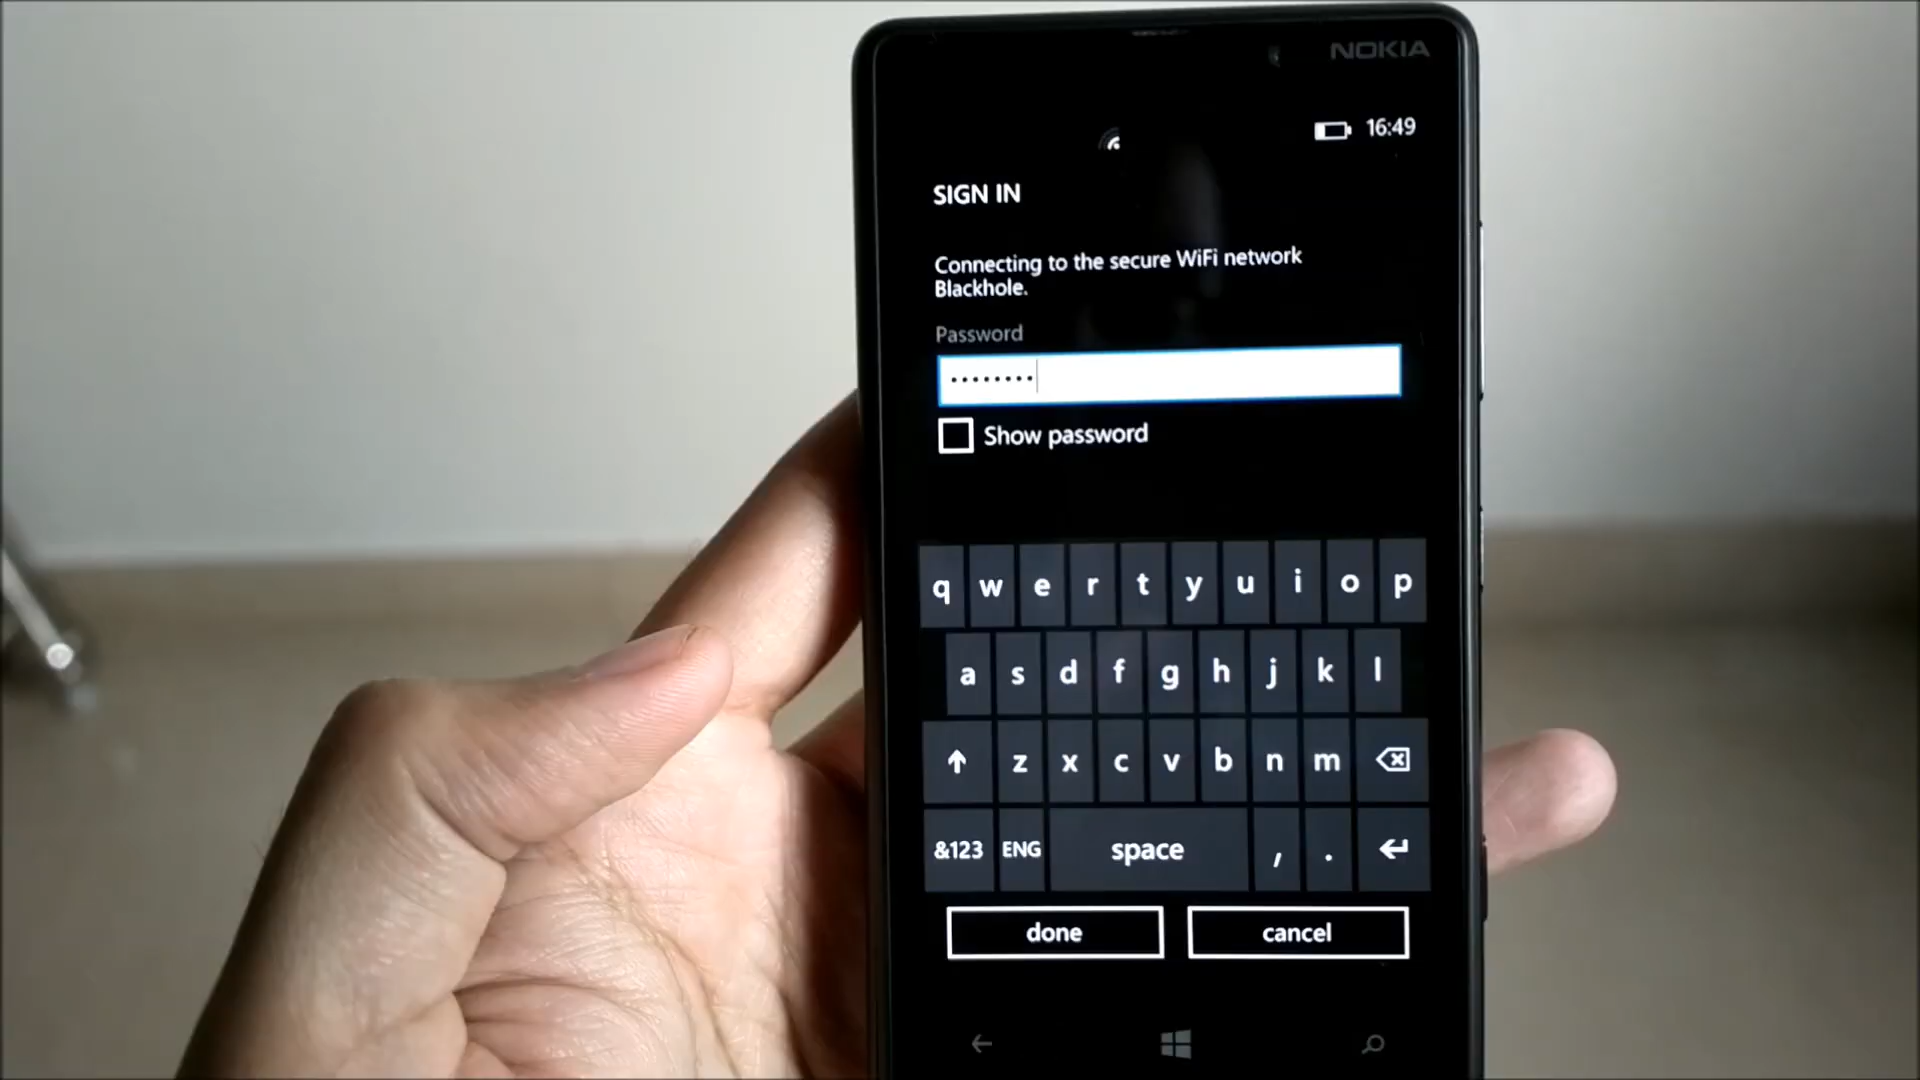 NOKIA
16:49
SIGN IN
Connecting to the secure WiFi network
Blackhole.
Password
••••••••
Show password
q w e r t y u i o p
a s d f g h j k l
z x c v b n m
&123 ENG space , .
done cancel